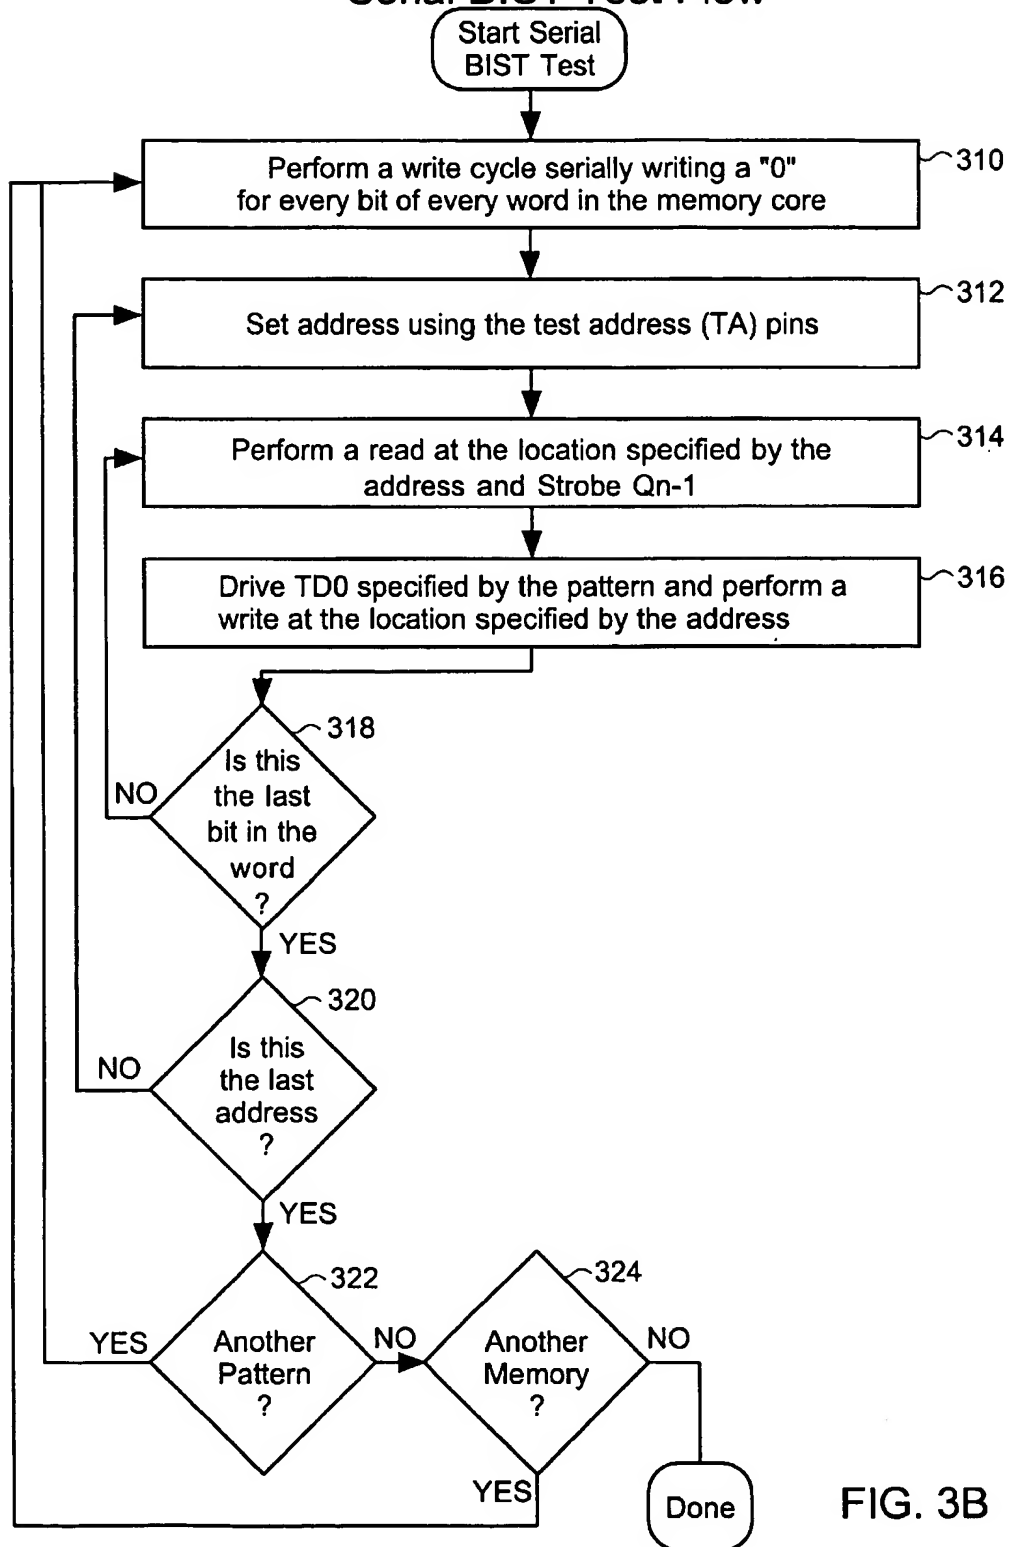 Serial BIST Test Flow
Start Serial
BIST Test
Perform a write cycle serially writing a "0"
for every bit of every word in the memory core
310
Set address using the test address (TA) pins
312
Perform a read at the location specified by the
address and Strobe Qn-1
314
Drive TD0 specified by the pattern and perform a
write at the location specified by the address
316
318
Is this
the last
bit in the
word
?
NO
YES
320
Is this
the last
address
?
NO
YES
322
Another
Pattern
?
YES
NO
324
Another
Memory
?
NO
YES
Done
FIG. 3B